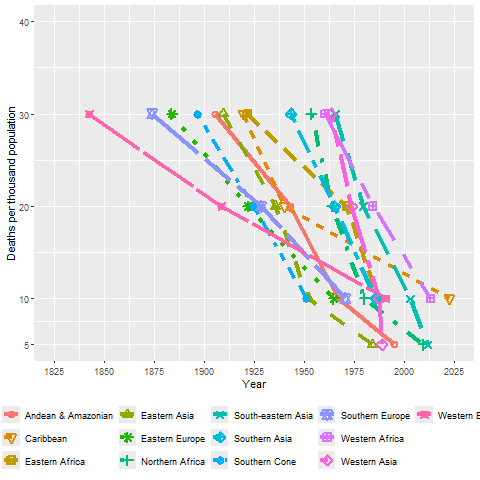 40
30
20
10
5
Deaths per thousand population
1825 1850 1875 1900 1925 1950 1975 2000 2025
Year
Andean & Amazonian Eastern Asia South-eastern Asia Southern Europe Western E
Caribbean Eastern Europe Southern Asia Western Africa
Eastern Africa Northern Africa Southern Cone Western Asia